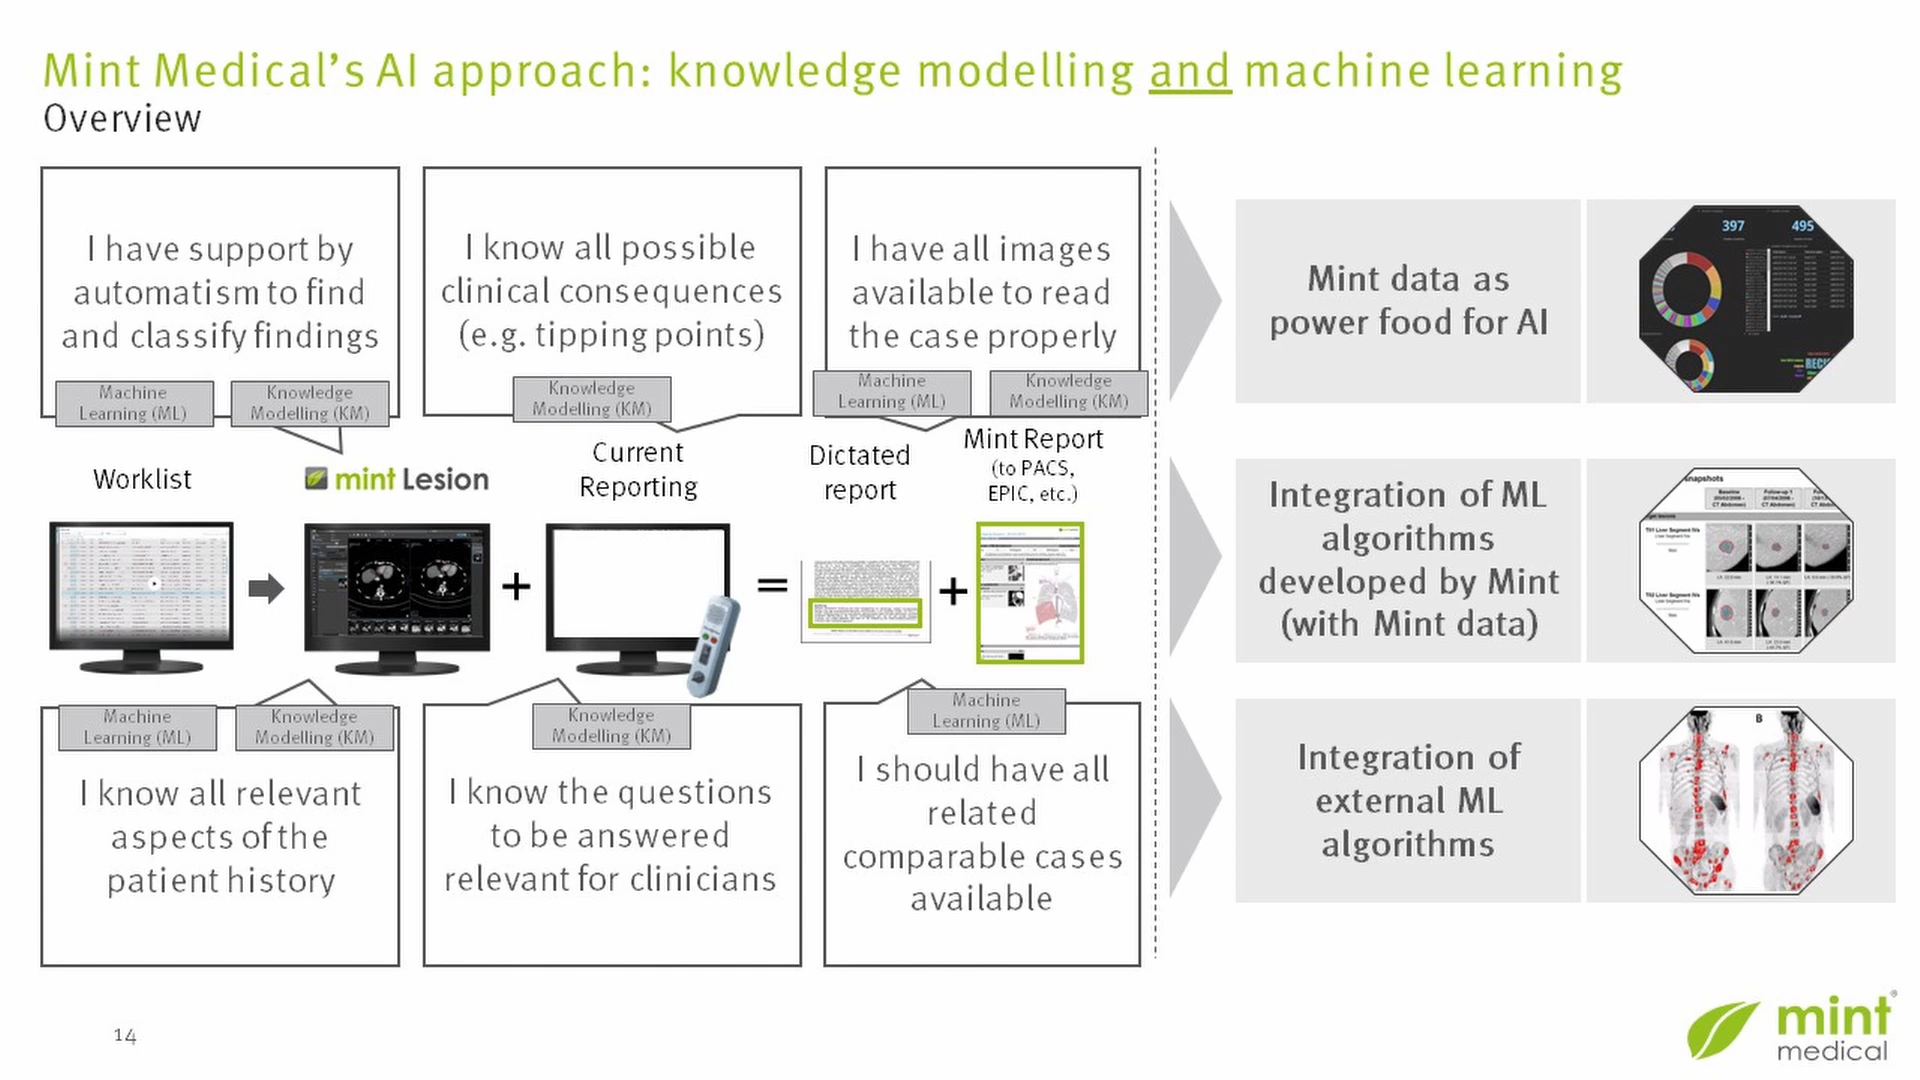 Mint Medical's AI approach: knowledge modelling and machine learning
Overview
I have support by
automatism to find
and classify findings
Machine
Learning (ML)
Knowledge
Modelling (KM)
I know all possible
clinical consequences
(e.g. tipping points)
Knowledge
Modelling (KM)
I have all images
available to read
the case properly
Machine
Learning (ML)
Knowledge
Modelling (KM)
Worklist
mint Lesion
Current
Reporting
Dictated
report
Mint Report
(to PACS,
EPIC, etc.)
+
=
+
Machine
Learning (ML)
Knowledge
Modelling (KM)
I know all relevant
aspects of the
patient history
Knowledge
Modelling (KM)
I know the questions
to be answered
relevant for clinicians
Machine
Learning (ML)
I should have all
related
comparable cases
available
Mint data as
power food for AI
397
495
Integration of ML
algorithms
developed by Mint
(with Mint data)
snapshots
Integration of
external ML
algorithms
B
14
mint®
medical